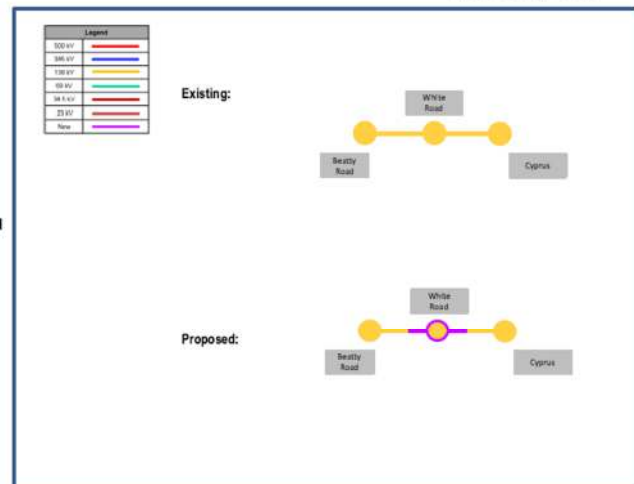 Legend
500 kV
345 kV
138 kV
69 kV
34.5 kV
23 kV
New
Existing:
White
Road
Beatty
Road
Cyprus
Proposed:
White
Road
Beatty
Road
Cyprus